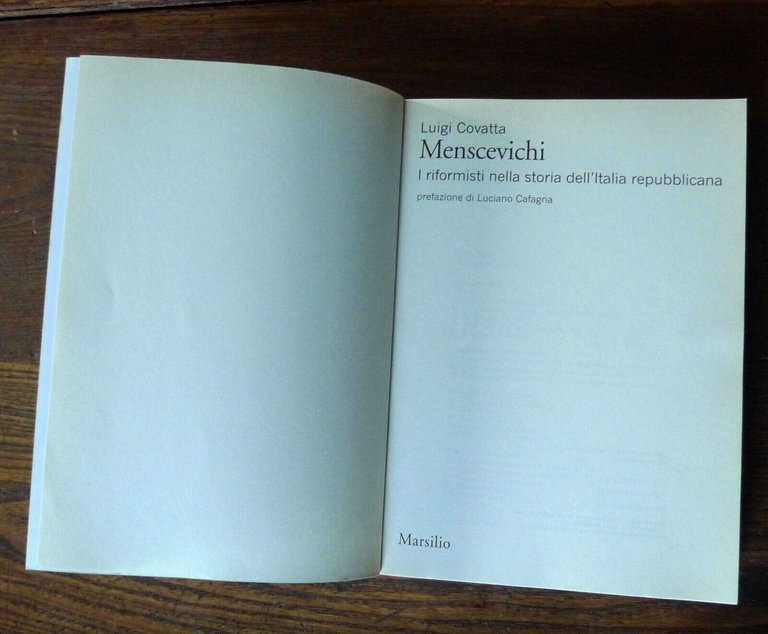 Luigi Covatta
Menscevichi
I riformisti nella storia dell'Italia repubblicana
prefazione di Luciano Cafagna
Marsilio